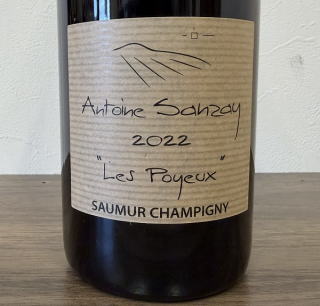 Antoine Sanzay
2022
"Les Poyeux"
SAUMUR CHAMPIGNY